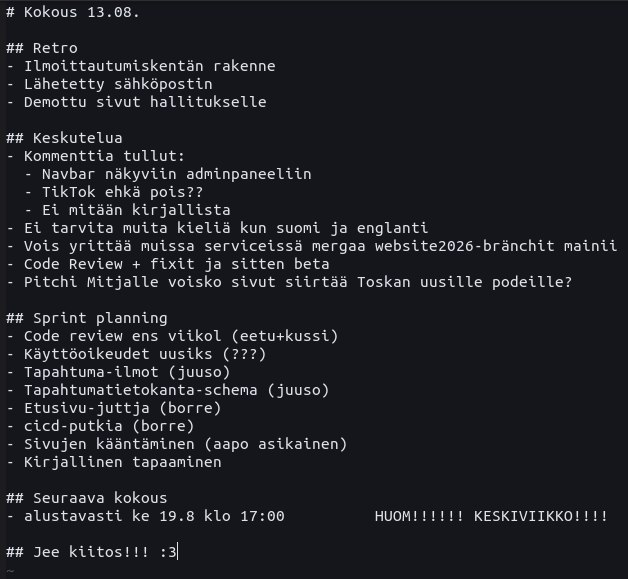 # Kokous 13.08.

## Retro
- Ilmoittautumiskentän rakenne
- Lähetetty sähköpostin
- Demottu sivut hallitukselle

## Keskutelua
- Kommenttia tullut:
  - Navbar näkyviin adminpaneeliin
  - TikTok ehkä pois??
  - Ei mitään kirjallista
- Ei tarvita muita kieliä kun suomi ja englanti
- Vois yrittää muissa serviceissä mergaa website2026-bränchit mainii
- Code Review + fixit ja sitten beta
- Pitchi Mitjalle voisko sivut siirtää Toskan uusille podeille?

## Sprint planning
- Code review ens viikol (eetu+kussi)
- Käyttöoikeudet uusiks (???)
- Tapahtuma-ilmot (juuso)
- Tapahtumatietokanta-schema (juuso)
- Etusivu-juttja (borre)
- cicd-putkia (borre)
- Sivujen kääntäminen (aapo asikainen)
- Kirjallinen tapaaminen

## Seuraava kokous
- alustavasti ke 19.8 klo 17:00          HUOM!!!!!! KESKIVIIKKO!!!!

## Jee kiitos!!! :3
~